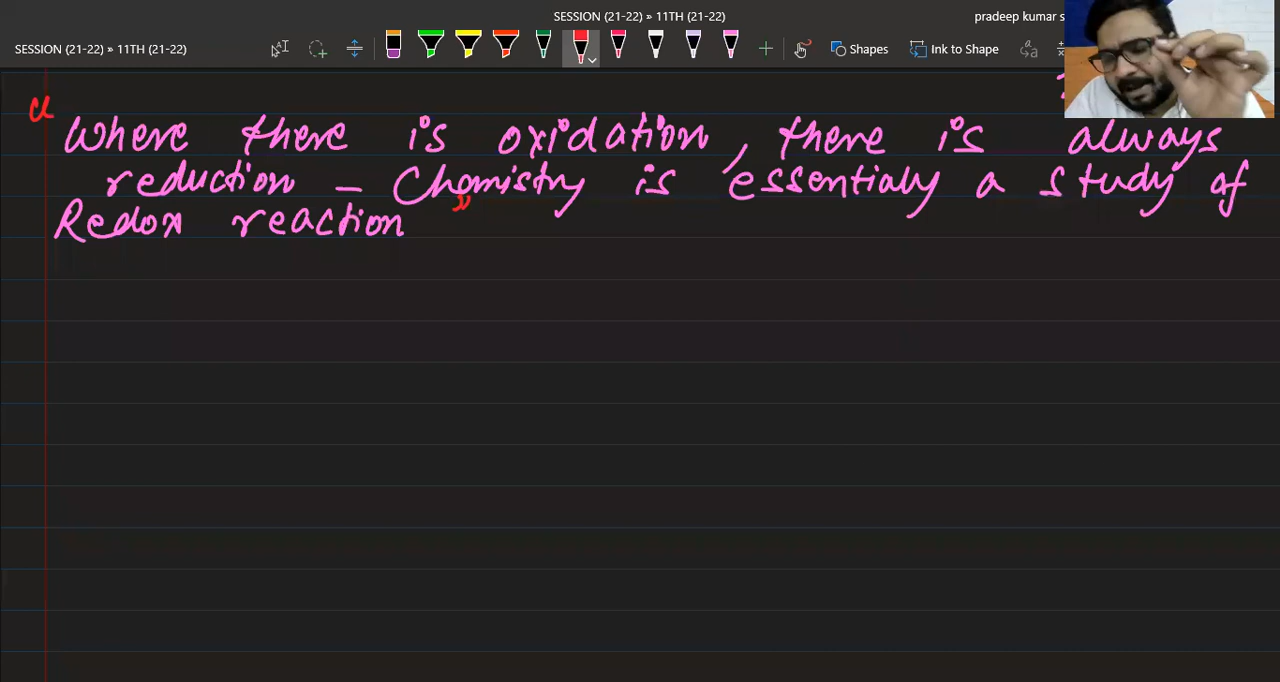 SESSION (21-22) » 11TH (21-22)
pradeep kumar s
SESSION (21-22) » 11TH (21-22)
Shapes
Ink to Shape
“ Where there is oxidation, there is always
reduction – Chemistry is essentialy a study of
Redox reaction ”